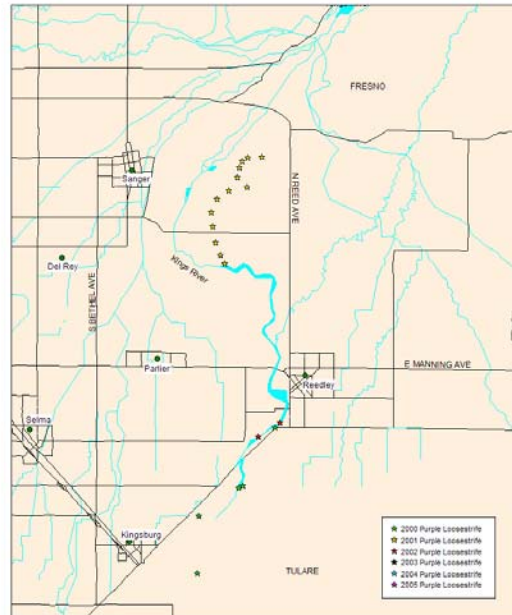 FRESNO
Sanger
N REED AVE
Del Rey
Kings River
S BETHEL AVE
Parlier
E MANNING AVE
Reedley
Selma
Kingsburg
TULARE
2000 Purple Loosestrife
2001 Purple Loosestrife
2002 Purple Loosestrife
2003 Purple Loosestrife
2004 Purple Loosestrife
2005 Purple Loosestrife